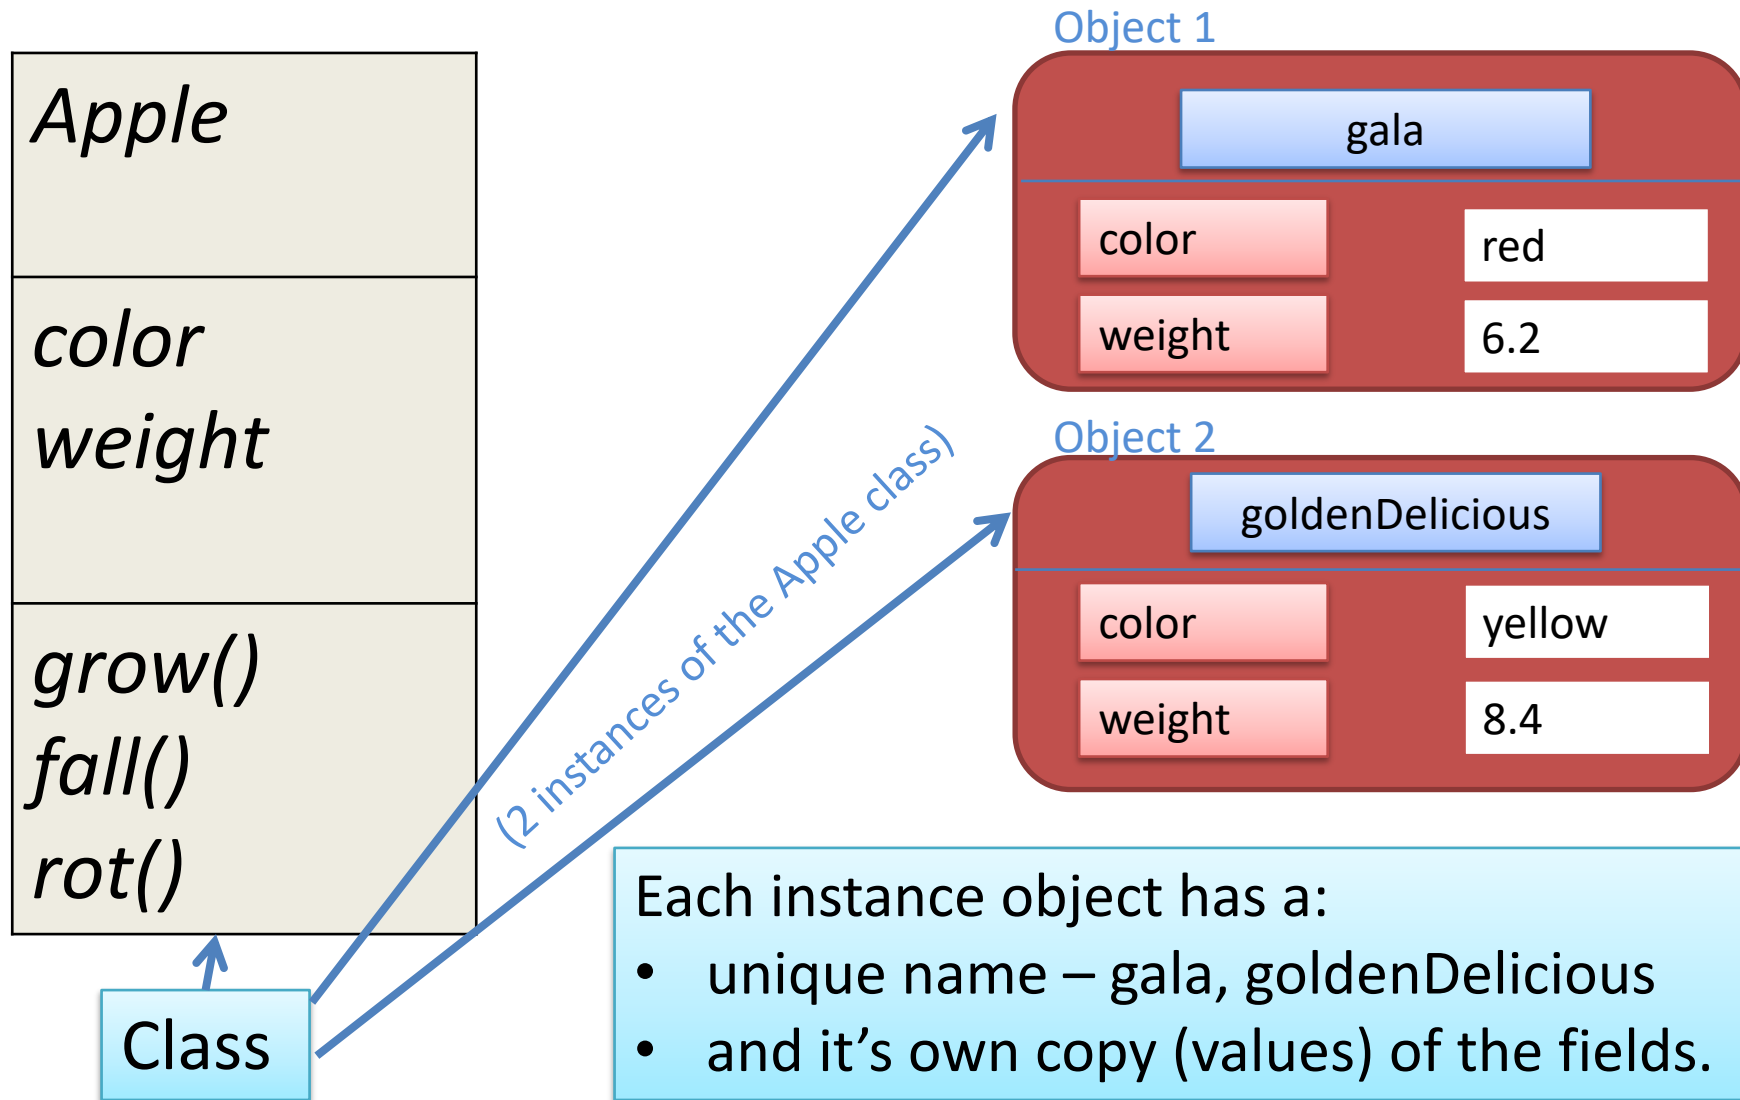 Apple
color
weight
grow()
fall()
rot()
Class
(2 instances of the Apple class)
Object 1
gala
color red
weight 6.2
Object 2
goldenDelicious
color yellow
weight 8.4
Each instance object has a:
• unique name – gala, goldenDelicious
• and it’s own copy (values) of the fields.